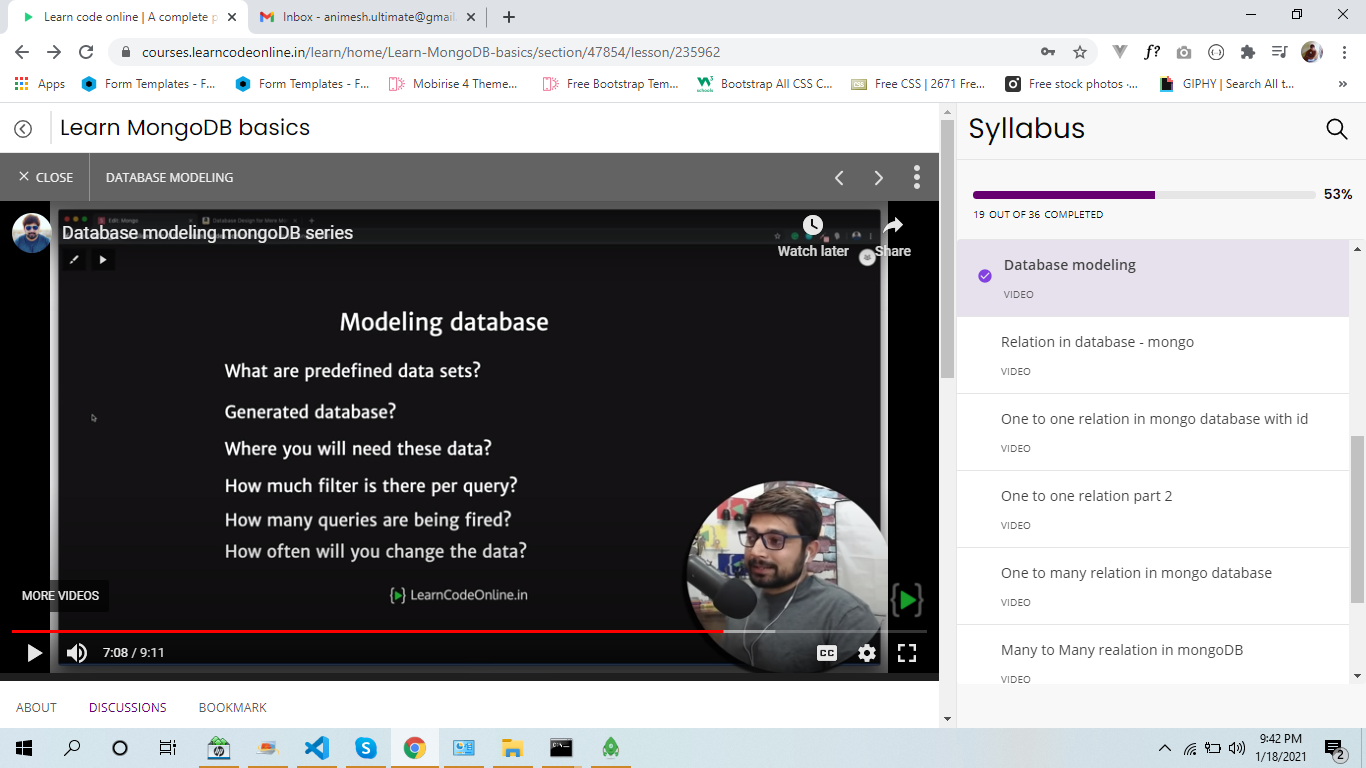 Learn code online | A complete p
Inbox - animesh.ultimate@gmail.
courses.learncodeonline.in/learn/home/Learn-MongoDB-basics/section/47854/lesson/235962
f?
Apps
Form Templates - F...
Form Templates - F...
Mobirise 4 Theme...
Free Bootstrap Tem...
Bootstrap All CSS C...
Free CSS | 2671 Fre...
Free stock photos ·...
GIPHY | Search All t...
Learn MongoDB basics
CLOSE
DATABASE MODELING
Edit: Mongo
Database Design for Mere Mo
Database modeling mongoDB series
Watch later
Share
Modeling database
What are predefined data sets?
Generated database?
Where you will need these data?
How much filter is there per query?
How many queries are being fired?
How often will you change the data?
LearnCodeOnline.in
MORE VIDEOS
7:08 / 9:11
CC
ABOUT
DISCUSSIONS
BOOKMARK
Syllabus
53%
19 OUT OF 36 COMPLETED
Database modeling
VIDEO
Relation in database - mongo
VIDEO
One to one relation in mongo database with id
VIDEO
One to one relation part 2
VIDEO
One to many relation in mongo database
VIDEO
Many to Many realation in mongoDB
VIDEO
9:42 PM
1/18/2021
2